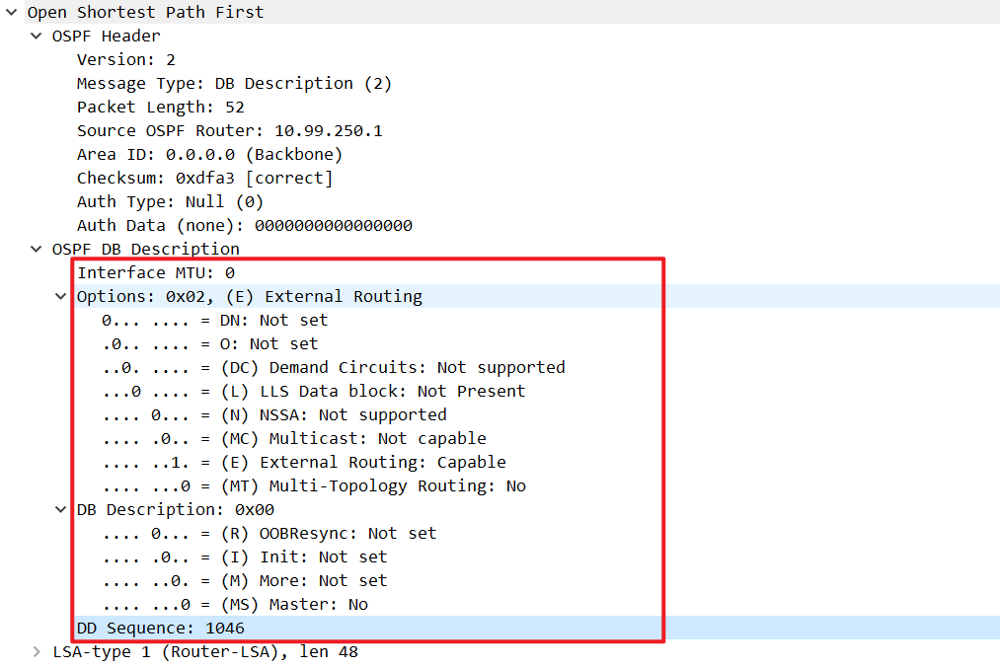 Open Shortest Path First
OSPF Header
Version: 2
Message Type: DB Description (2)
Packet Length: 52
Source OSPF Router: 10.99.250.1
Area ID: 0.0.0.0 (Backbone)
Checksum: 0xdfa3 [correct]
Auth Type: Null (0)
Auth Data (none): 0000000000000000
OSPF DB Description
Interface MTU: 0
Options: 0x02, (E) External Routing
0... .... = DN: Not set
.0.. .... = O: Not set
..0. .... = (DC) Demand Circuits: Not supported
...0 .... = (L) LLS Data block: Not Present
.... 0... = (N) NSSA: Not supported
.... .0.. = (MC) Multicast: Not capable
.... ..1. = (E) External Routing: Capable
.... ...0 = (MT) Multi-Topology Routing: No
DB Description: 0x00
.... 0... = (R) OOBResync: Not set
.... .0.. = (I) Init: Not set
.... ..0. = (M) More: Not set
.... ...0 = (MS) Master: No
DD Sequence: 1046
LSA-type 1 (Router-LSA), len 48